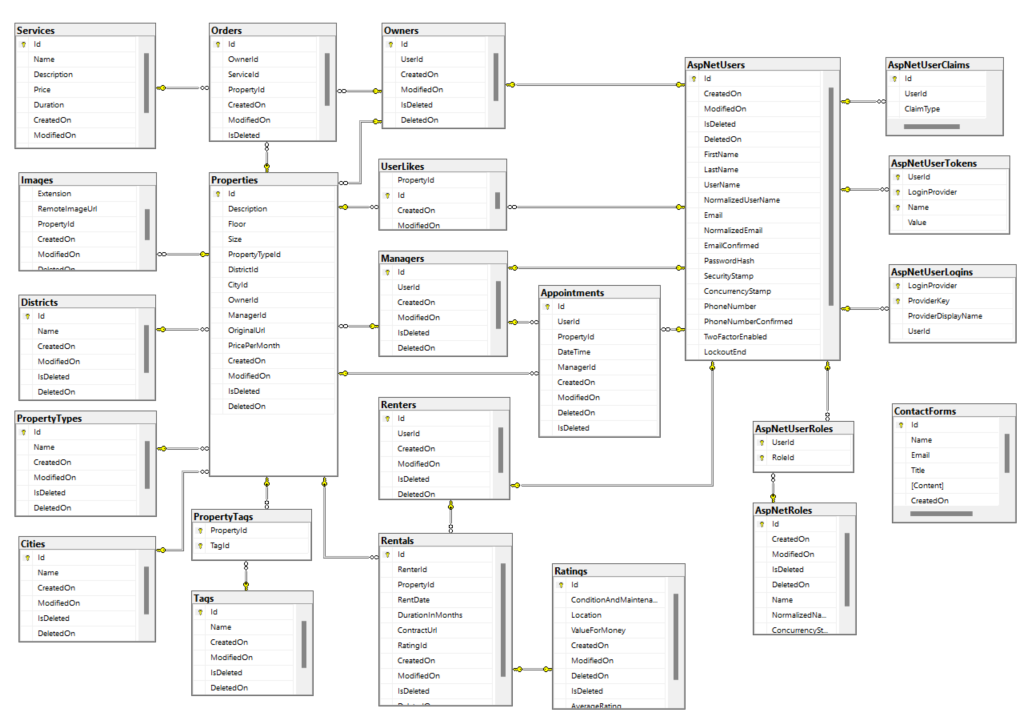 Services
Id
Name
Description
Price
Duration
CreatedOn
ModifiedOn
Orders
Id
OwnerId
ServiceId
PropertyId
CreatedOn
ModifiedOn
IsDeleted
Owners
Id
UserId
CreatedOn
ModifiedOn
IsDeleted
DeletedOn
AspNetUsers
Id
CreatedOn
ModifiedOn
IsDeleted
DeletedOn
FirstName
LastName
UserName
NormalizedUserName
Email
NormalizedEmail
EmailConfirmed
PasswordHash
SecurityStamp
ConcurrencyStamp
PhoneNumber
PhoneNumberConfirmed
TwoFactorEnabled
LockoutEnd
AspNetUserClaims
Id
UserId
ClaimType
AspNetUserTokens
UserId
LoginProvider
Name
Value
AspNetUserLogins
LoginProvider
ProviderKey
ProviderDisplayName
UserId
Images
Extension
RemoteImageUrl
PropertyId
CreatedOn
ModifiedOn
DeletedOn
Properties
Id
Description
Floor
Size
PropertyTypeId
DistrictId
CityId
OwnerId
ManagerId
OriginalUrl
PricePerMonth
CreatedOn
ModifiedOn
IsDeleted
DeletedOn
UserLikes
PropertyId
Id
CreatedOn
ModifiedOn
Managers
Id
UserId
CreatedOn
ModifiedOn
IsDeleted
DeletedOn
Appointments
Id
UserId
PropertyId
DateTime
ManagerId
CreatedOn
ModifiedOn
DeletedOn
IsDeleted
Districts
Id
Name
CreatedOn
ModifiedOn
IsDeleted
DeletedOn
PropertyTypes
Id
Name
CreatedOn
ModifiedOn
IsDeleted
DeletedOn
Renters
Id
UserId
CreatedOn
ModifiedOn
IsDeleted
DeletedOn
AspNetUserRoles
UserId
RoleId
ContactForms
Id
Name
Email
Title
[Content]
CreatedOn
Cities
Id
Name
CreatedOn
ModifiedOn
IsDeleted
DeletedOn
PropertyTags
PropertyId
TagId
Tags
Id
Name
CreatedOn
ModifiedOn
IsDeleted
DeletedOn
Rentals
Id
RenterId
PropertyId
RentDate
DurationInMonths
ContractUrl
RatingId
CreatedOn
ModifiedOn
IsDeleted
DeletedOn
Ratings
Id
ConditionAndMaintena...
Location
ValueForMoney
CreatedOn
ModifiedOn
DeletedOn
IsDeleted
AverageRating
AspNetRoles
Id
CreatedOn
ModifiedOn
IsDeleted
DeletedOn
Name
NormalizedNa...
ConcurrencySt...